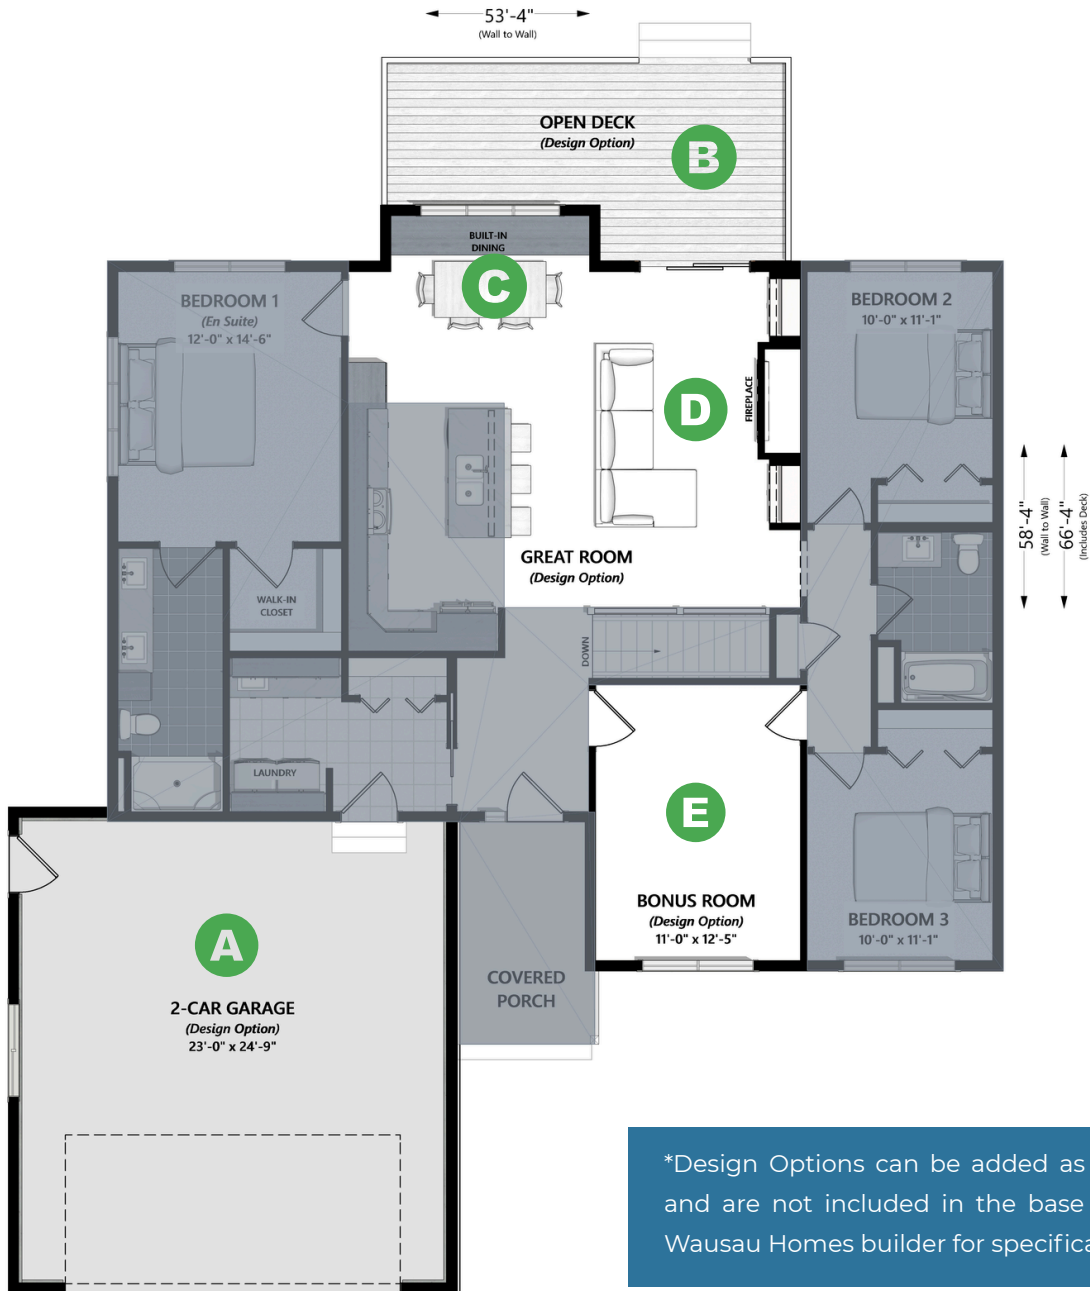 53'-4"
(Wall to Wall)
OPEN DECK
(Design Option)
B
BUILT-IN
DINING
C
BEDROOM 1
(En Suite)
12'-0" x 14'-6"
BEDROOM 2
10'-0" x 11'-1"
D
FIREPLACE
58'-4"
(Wall to Wall)
66'-4"
(Includes Deck)
GREAT ROOM
(Design Option)
WALK-IN
CLOSET
DOWN
LAUNDRY
E
BONUS ROOM
(Design Option)
11'-0" x 12'-5"
BEDROOM 3
10'-0" x 11'-1"
A
2-CAR GARAGE
(Design Option)
23'-0" x 24'-9"
COVERED
PORCH
*Design Options can be added as
and are not included in the base
Wausau Homes builder for specifica